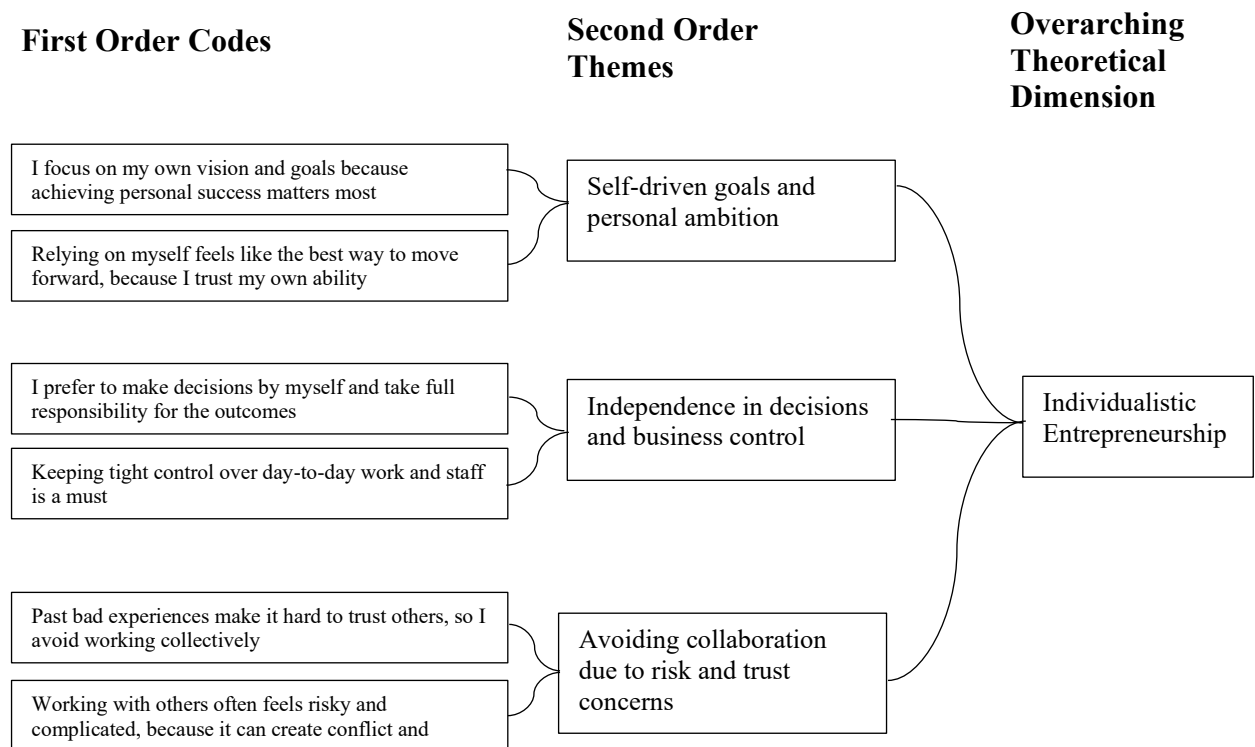 First Order Codes
Second Order
Themes
Overarching
Theoretical
Dimension
I focus on my own vision and goals because
achieving personal success matters most
Relying on myself feels like the best way to move
forward, because I trust my own ability
Self-driven goals and
personal ambition
I prefer to make decisions by myself and take full
responsibility for the outcomes
Keeping tight control over day-to-day work and staff
is a must
Independence in decisions
and business control
Individualistic
Entrepreneurship
Past bad experiences make it hard to trust others, so I
avoid working collectively
Working with others often feels risky and
complicated, because it can create conflict and
Avoiding collaboration
due to risk and trust
concerns